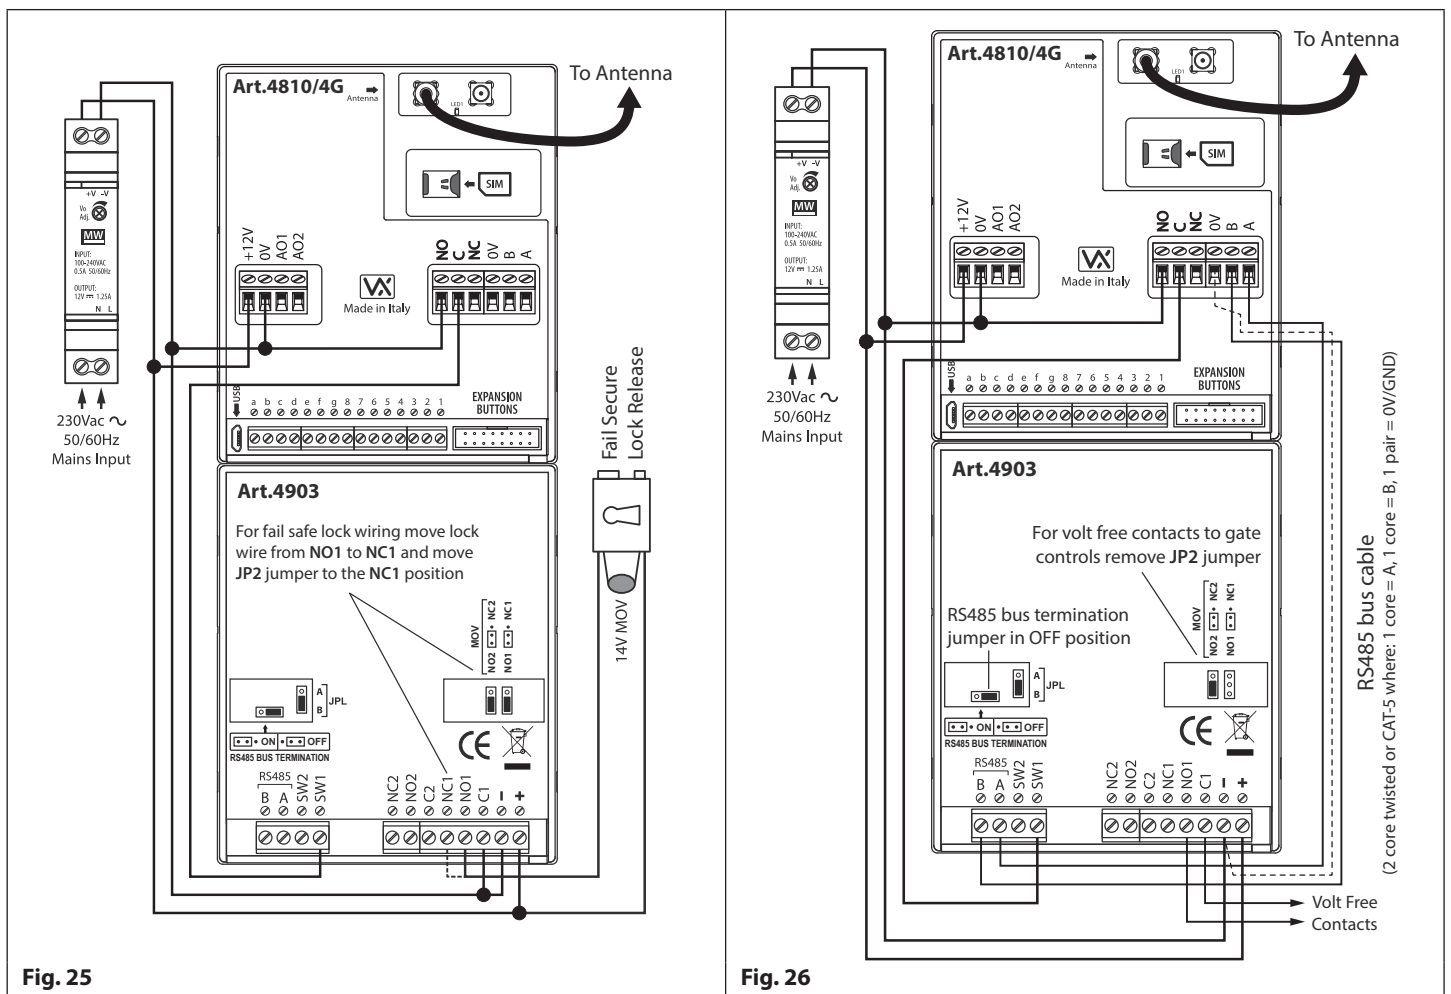 Art.4810/4G
Antenna
LED1
To Antenna
SIM
+V -V
Vo
Adj.
MW
INPUT:
100-240VAC
0.5A 50/60Hz
OUTPUT:
12V 1.25A
N L
230Vac
50/60Hz
Mains Input
+12V
0V
AO1
AO2
VX
Made in Italy
NO
C
NC
0V
B
A
USB
a b c d e f g 8 7 6 5 4 3 2 1
EXPANSION
BUTTONS
Fail Secure
Lock Release
14V MOV
Art.4903
For fail safe lock wiring move lock
wire from NO1 to NC1 and move
JP2 jumper to the NC1 position
MOV
NO2 NC2
NO1 NC1
A
B
JPL
ON OFF
RS485 BUS TERMINATION
RS485
B
A
SW2
SW1
CE
NC2
NO2
C2
NC1
NO1
C1
–
+
Fig. 25
Art.4810/4G
Antenna
LED1
To Antenna
SIM
+V -V
Vo
Adj.
MW
INPUT:
100-240VAC
0.5A 50/60Hz
OUTPUT:
12V 1.25A
N L
230Vac
50/60Hz
Mains Input
+12V
0V
AO1
AO2
VX
Made in Italy
NO
C
NC
0V
B
A
USB
a b c d e f g 8 7 6 5 4 3 2 1
EXPANSION
BUTTONS
Art.4903
For volt free contacts to gate
controls remove JP2 jumper
RS485 bus termination
jumper in OFF position
MOV
NO2 NC2
NO1 NC1
A
B
JPL
ON OFF
RS485 BUS TERMINATION
RS485
B
A
SW2
SW1
CE
NC2
NO2
C2
NC1
NO1
C1
–
+
RS485 bus cable
(2 core twisted or CAT-5 where: 1 core = A, 1 core = B, 1 pair = 0V/GND)
Volt Free
Contacts
Fig. 26